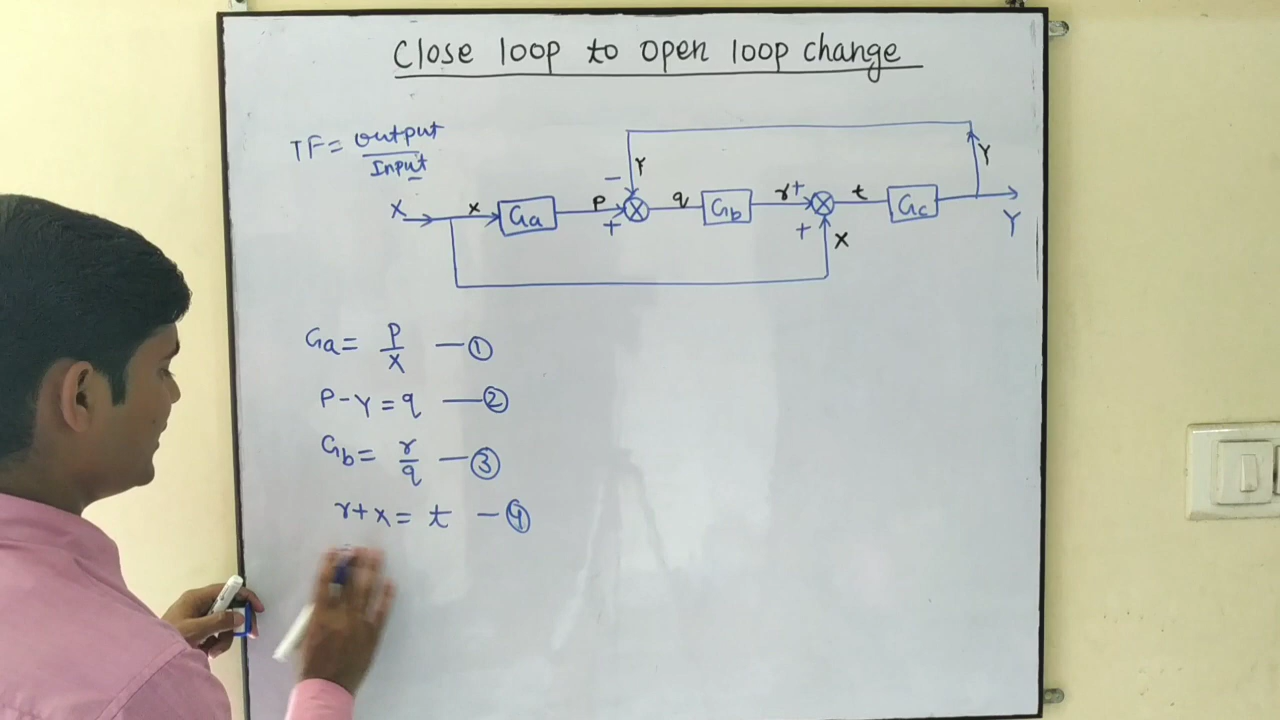 Close loop to open loop change
TF = output
Input
X
x
Ga
P
+
−
Y
q
Gb
r
+
+
X
t
Gc
Y
Y
Ga = P/X — ①
P - Y = q — ②
Gb = r/q — ③
r + x = t — ④